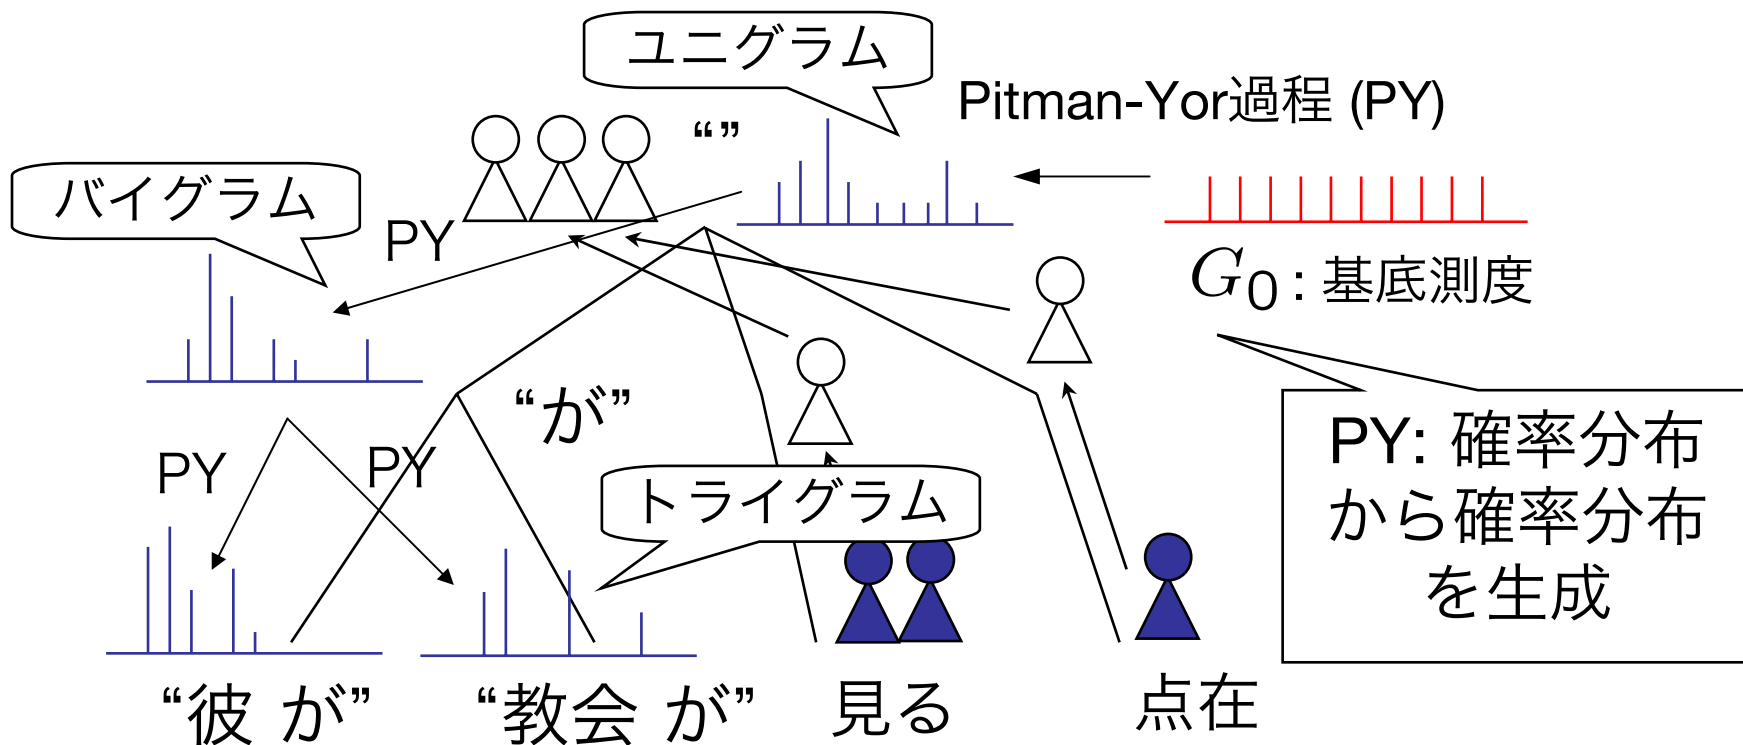 ユニグラム
Pitman-Yor過程 (PY)
“”
バイグラム
PY
G0 : 基底測度
“が”
PY
PY
トライグラム
PY: 確率分布
から確率分布
を生成
“彼 が”
“教会 が”
見る
点在